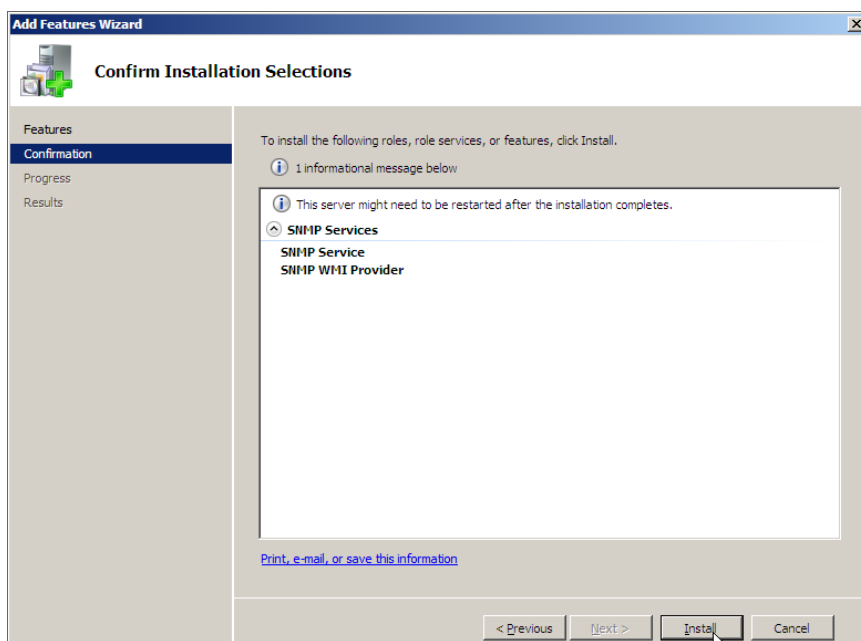 Add Features Wizard
Confirm Installation Selections
Features
Confirmation
Progress
Results
To install the following roles, role services, or features, click Install.
1 informational message below
This server might need to be restarted after the installation completes.
SNMP Services
SNMP Service
SNMP WMI Provider
Print, e-mail, or save this information
< Previous
Next >
Install
Cancel